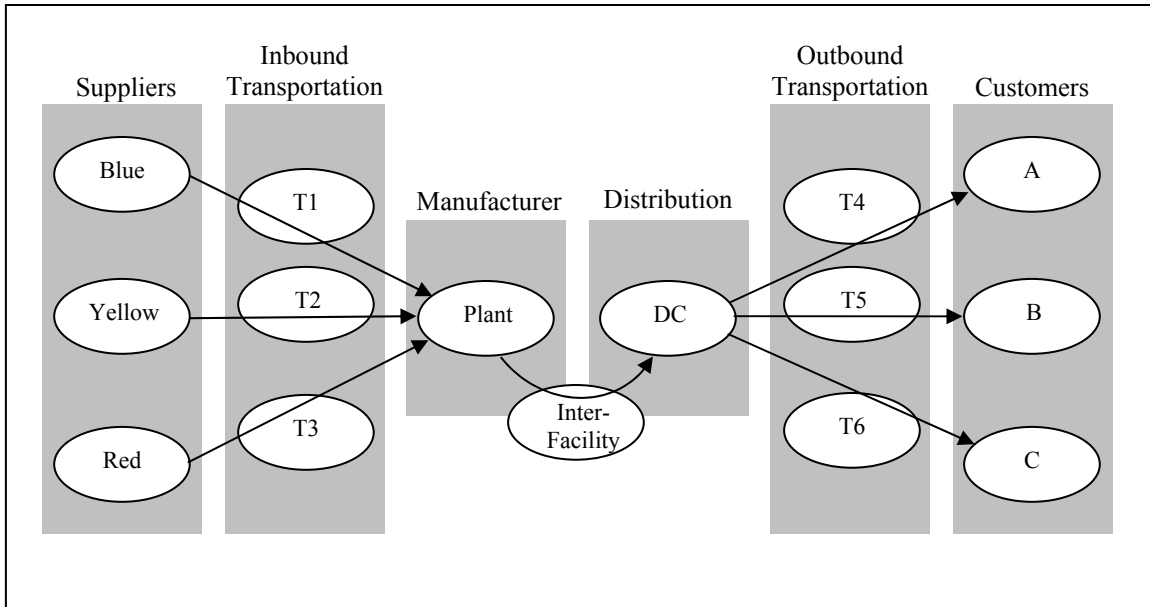 Inbound
Transportation
Outbound
Transportation
Suppliers
Customers
Blue
A
T1
T4
Manufacturer
Distribution
Yellow
T2
Plant
DC
T5
B
T3
Inter-
Facility
T6
Red
C